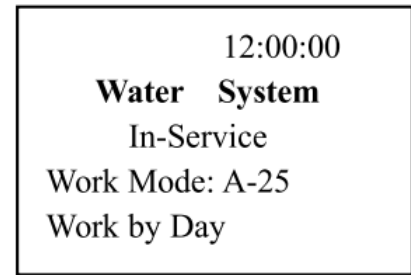 12:00:00
Water System
In-Service
Work Mode: A-25
Work by Day